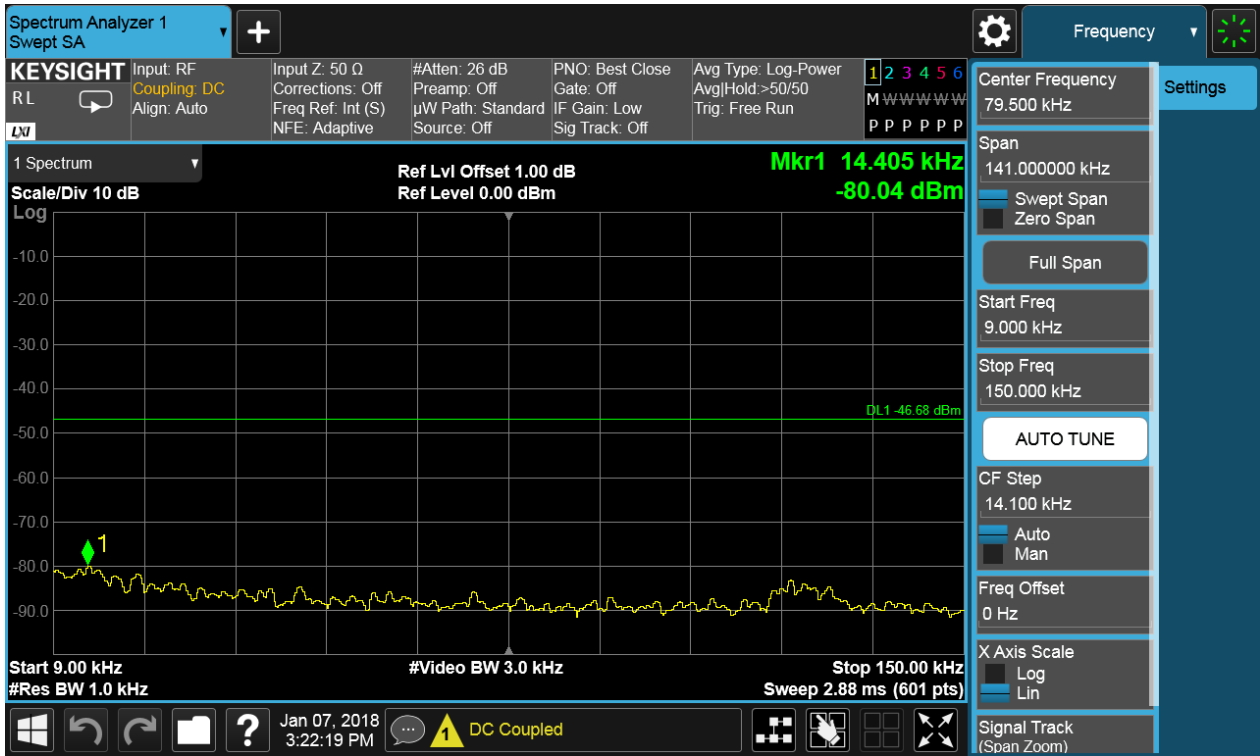 Spectrum Analyzer 1
Swept SA
+
Frequency
KEYSIGHT
RL
LXI
Input: RF
Coupling: DC
Align: Auto
Input Z: 50 Ω
Corrections: Off
Freq Ref: Int (S)
NFE: Adaptive
#Atten: 26 dB
Preamp: Off
µW Path: Standard
Source: Off
PNO: Best Close
Gate: Off
IF Gain: Low
Sig Track: Off
Avg Type: Log-Power
Avg|Hold:>50/50
Trig: Free Run
1 2 3 4 5 6
M W W W W W
P P P P P P
1 Spectrum
Scale/Div 10 dB
Log
Ref Lvl Offset 1.00 dB
Ref Level 0.00 dBm
Mkr1 14.405 kHz
-80.04 dBm
-10.0
-20.0
-30.0
-40.0
DL1 -46.68 dBm
-50.0
-60.0
-70.0
1
-80.0
-90.0
Start 9.00 kHz
#Res BW 1.0 kHz
#Video BW 3.0 kHz
Stop 150.00 kHz
Sweep 2.88 ms (601 pts)
Center Frequency
79.500 kHz
Span
141.000000 kHz
Swept Span
Zero Span
Full Span
Start Freq
9.000 kHz
Stop Freq
150.000 kHz
AUTO TUNE
CF Step
14.100 kHz
Auto
Man
Freq Offset
0 Hz
X Axis Scale
Log
Lin
Signal Track
(Span Zoom)
Settings
?
Jan 07, 2018
3:22:19 PM
1
DC Coupled